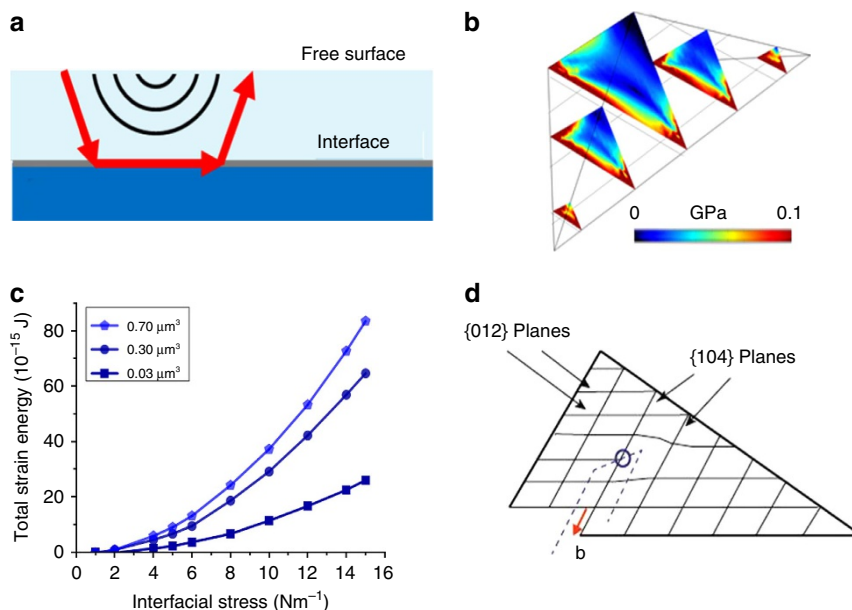 a
Free surface
Interface
b
0 GPa 0.1
c
Total strain energy (10⁻¹⁵ J)
80
60
40
20
0
0.70 μm³
0.30 μm³
0.03 μm³
0 2 4 6 8 10 12 14 16
Interfacial stress (Nm⁻¹)
d
{012} Planes
{104} Planes
b